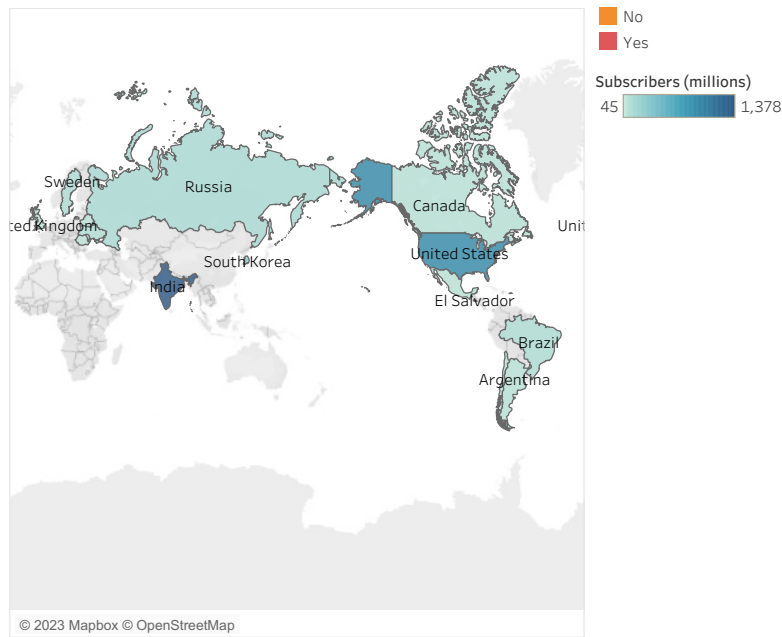 No
Yes
Subscribers (millions)
45 1,378
Sweden
Russia
ted Kingdom
Canada
Unit
South Korea
United States
India
El Salvador
Brazil
Argentina
© 2023 Mapbox © OpenStreetMap